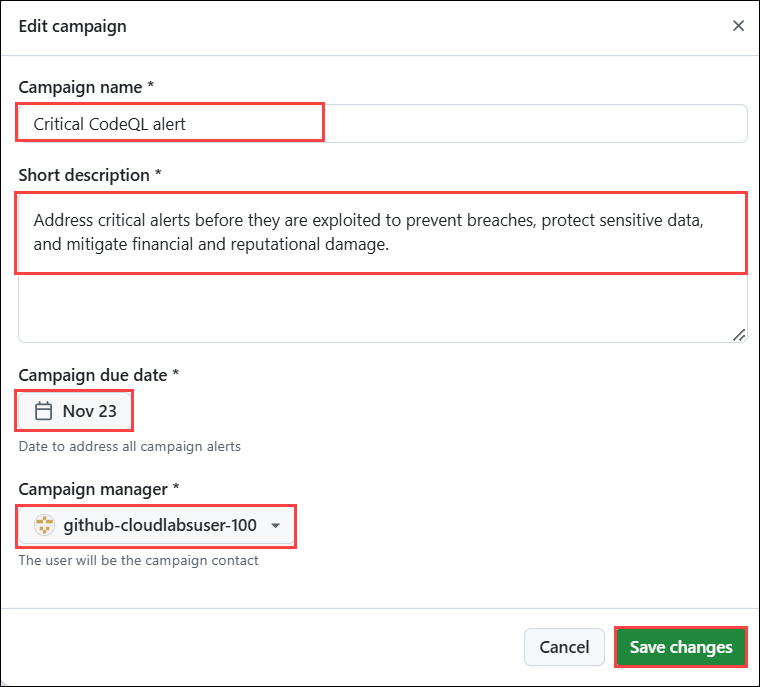 Edit campaign
Campaign name *
Critical CodeQL alert
Short description *
Address critical alerts before they are exploited to prevent breaches, protect sensitive data,
and mitigate financial and reputational damage.
Campaign due date *
Nov 23
Date to address all campaign alerts
Campaign manager *
github-cloudlabsuser-100
The user will be the campaign contact
Cancel
Save changes